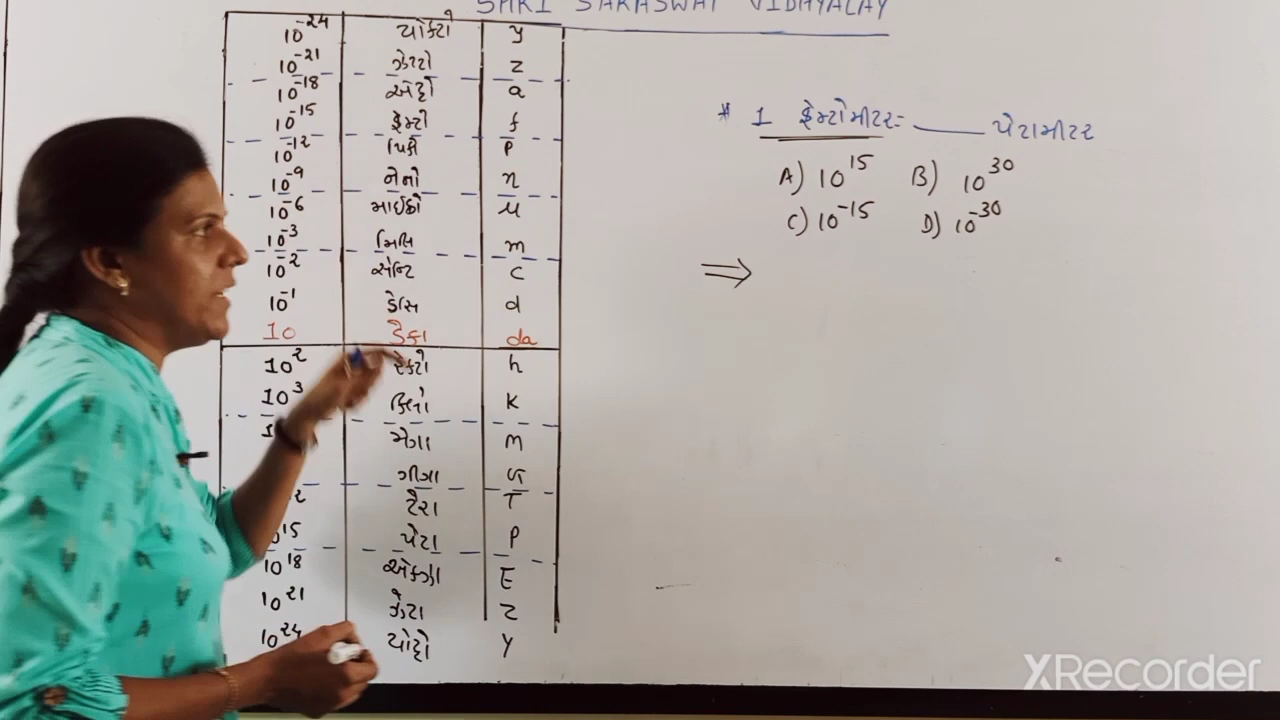 SHRI SARASWAT VIDHYALAY
10⁻²⁴ યોક્ટો y
10⁻²¹ ઝેપ્ટો z
10⁻¹⁸ એટ્ટો a
10⁻¹⁵ ફેમ્ટો f
10⁻¹² પિકો p
10⁻⁹ નેનો n
10⁻⁶ માઈક્રો μ
10⁻³ મિલિ m
10⁻² સેન્ટિ c
10⁻¹ ડેસિ d
10 ડેકા da
10² હેક્ટો h
10³ કિલો K
મેગા M
ગીગા G
ટેરા T
10¹⁵ પેટા P
10¹⁸ એક્ઝા E
10²¹ ઝેટા Z
10²⁴ યોટ્ટો Y
* 1 ફેમ્ટોમીટર = ____ પેટામીટર
A) 10¹⁵ B) 10³⁰
C) 10⁻¹⁵ D) 10⁻³⁰
⇒
XRecorder